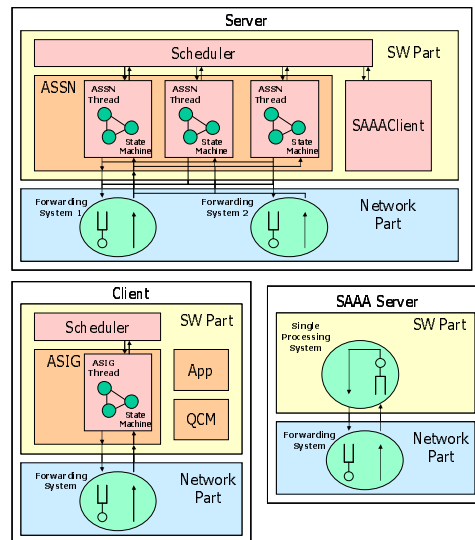 Server
Scheduler
SW Part
ASSN
ASSN
Thread
State
Machine
ASSN
Thread
State
Machine
ASSN
Thread
State
Machine
SAAAClient
Forwarding
System 1
Forwarding
System 2
Network
Part
Client
Scheduler
SW Part
ASIG
ASIG
Thread
State
Machine
App
QCM
Forwarding
System
Network
Part
SAAA Server
Single
Processing
System
SW Part
Forwarding
System
Network
Part